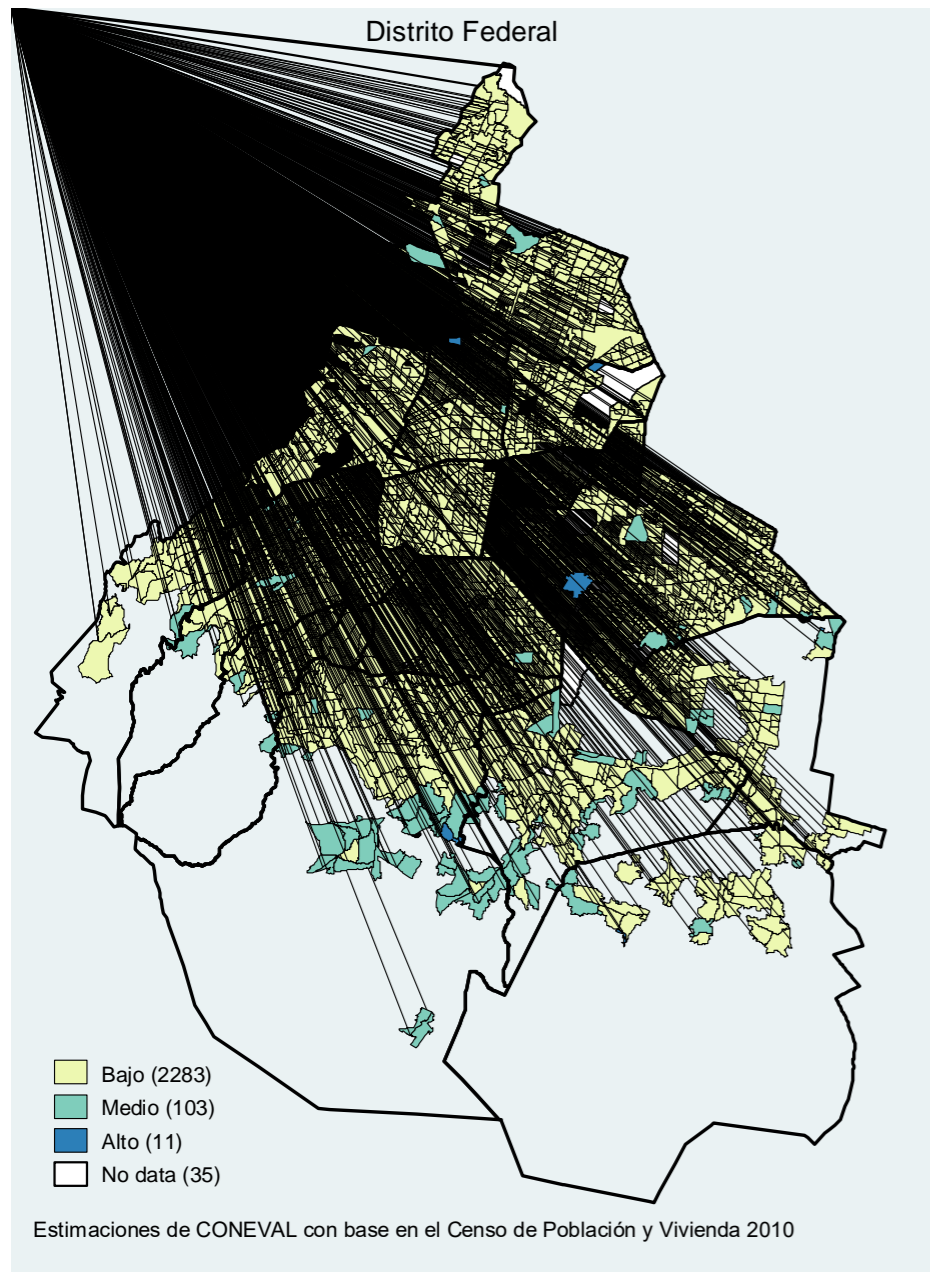 Distrito Federal
Bajo (2283)
Medio (103)
Alto (11)
No data (35)
Estimaciones de CONEVAL con base en el Censo de Población y Vivienda 2010